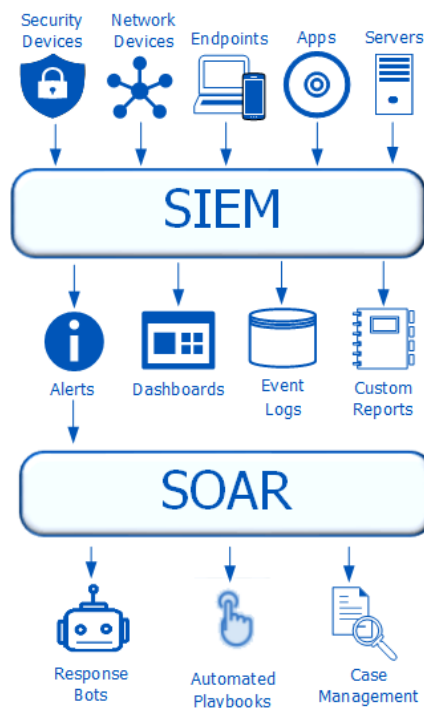 Security
Devices
Network
Devices
Endpoints
Apps
Servers
SIEM
Alerts
Dashboards
Event
Logs
Custom
Reports
SOAR
Response
Bots
Automated
Playbooks
Case
Management